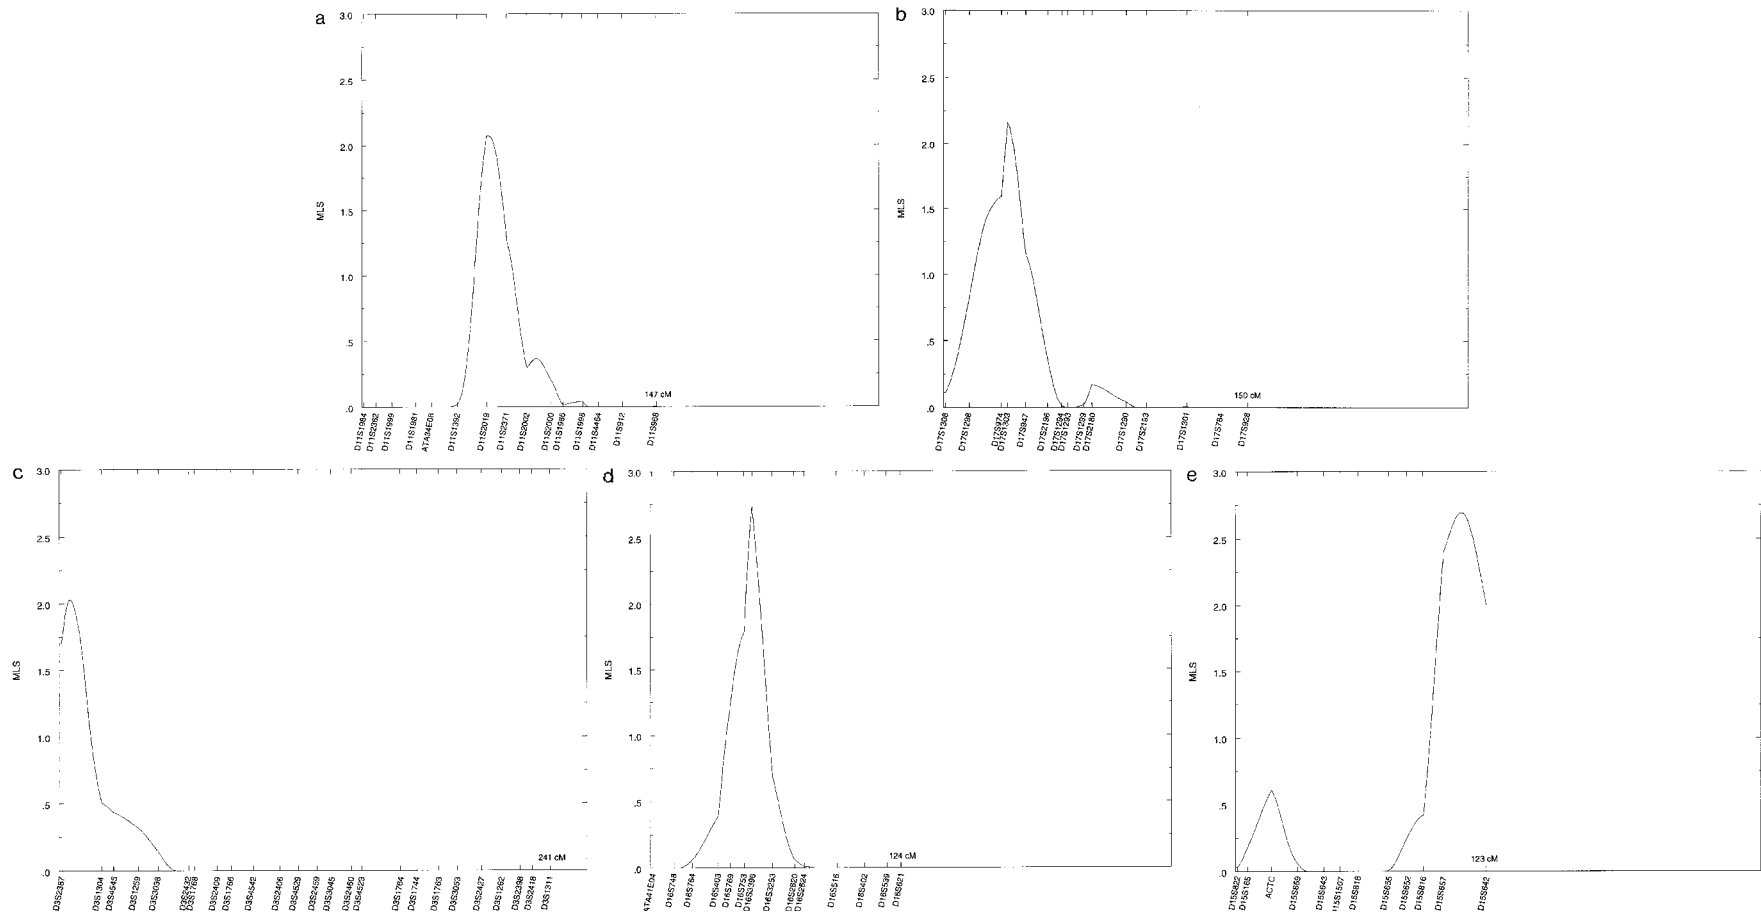 a
3.0
2.5
2.0
1.5
1.0
.5
.0
MLS
147 cM
D11S1984
D11S2362
D11S1999
D11S1981
ATA34E08
D11S1392
D11S2019
D11S2371
D11S2002
D11S2000
D11S1986
D11S1998
D11S4464
D11S912
D11S968
b
3.0
2.5
2.0
1.5
1.0
.5
.0
MLS
150 cM
D17S1308
D17S1298
D17S974
D17S1303
D17S947
D17S2196
D17S1294
D17S1293
D17S1299
D17S2180
D17S1290
D17S2193
D17S1301
D17S784
D17S928
c
3.0
2.5
2.0
1.5
1.0
.5
.0
MLS
241 cM
D3S2387
D3S1304
D3S4545
D3S1259
D3S3038
D3S2432
D3S1768
D3S2409
D3S1766
D3S4542
D3S2406
D3S4529
D3S2459
D3S3045
D3S2460
D3S4523
D3S1764
D3S1744
D3S1763
D3S3053
D3S2427
D3S1262
D3S2398
D3S2418
D3S1311
d
3.0
2.5
2.0
1.5
1.0
.5
.0
MLS
124 cM
ATA41E04
D16S748
D16S764
D16S403
D16S769
D16S753
D16S3396
D16S3253
D16S2620
D16S2624
D16S516
D16S402
D16S539
D16S621
e
3.0
2.5
2.0
1.5
1.0
.5
.0
MLS
123 cM
D15S822
D15S165
ACTC
D15S659
D15S643
D15S1507
D15S818
D15S655
D15S652
D15S816
D15S657
D15S642